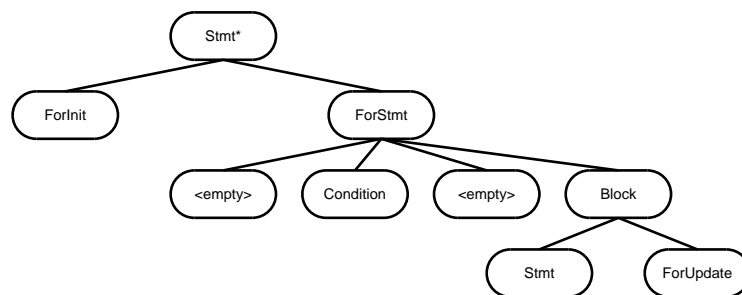 Stmt*
ForInit
ForStmt
<empty>
Condition
<empty>
Block
Stmt
ForUpdate